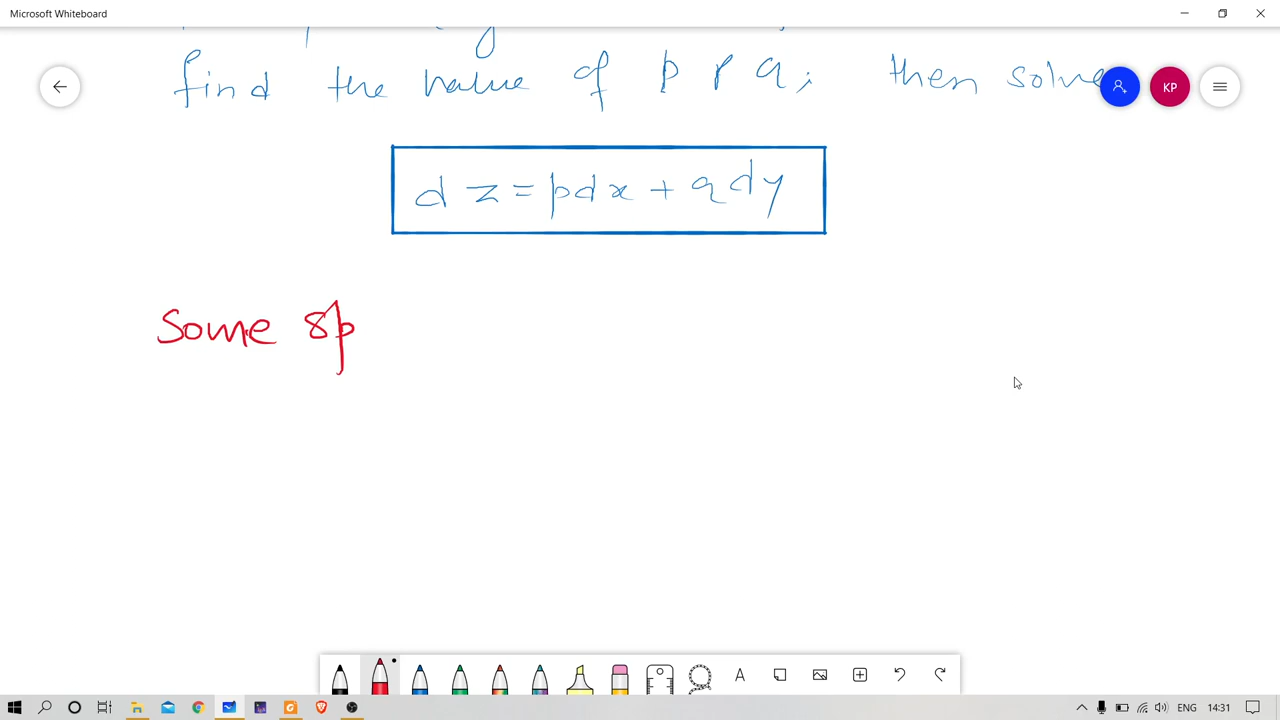 Microsoft Whiteboard
find the value of p & q; then solve
KP
dz = pdx + qdy
Some Sp
A
ENG 14:31